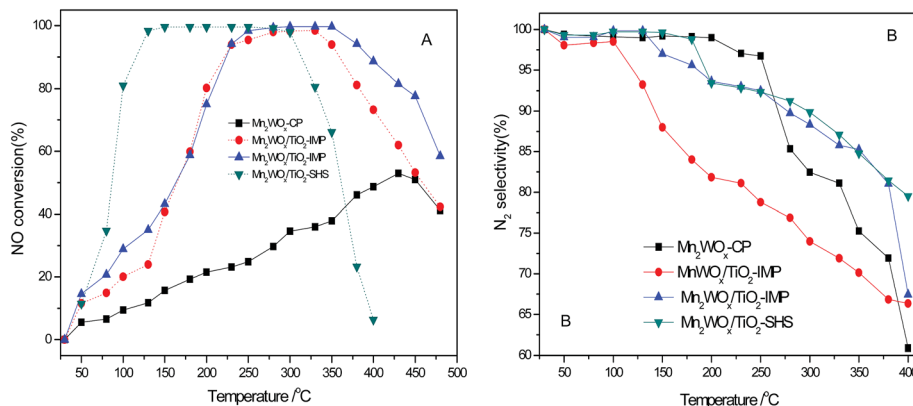 A
NO conversion(%)
100
80
60
40
20
0
Mn₂WOₓ-CP
Mn₂WOₓ/TiO₂-IMP
Mn₂WOₓ/TiO₂-IMP
Mn₂WOₓ/TiO₂-SHS
50 100 150 200 250 300 350 400 450 500
Temperature /°C
B
N₂ selectivity(%)
100
95
90
85
80
75
70
65
60
Mn₂WOₓ-CP
MnWOₓ/TiO₂-IMP
Mn₂WOₓ/TiO₂-IMP
Mn₂WOₓ/TiO₂-SHS
B
50 100 150 200 250 300 350 400
Temperature /°C